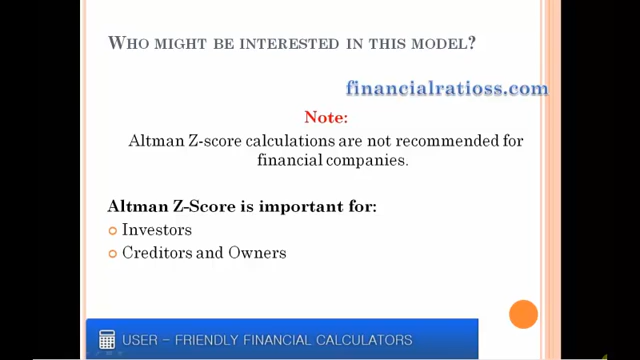 WHO MIGHT BE INTERESTED IN THIS MODEL?
financialratioss.com
Note:
Altman Z-score calculations are not recommended for
financial companies.
Altman Z-Score is important for:
Investors
Creditors and Owners
USER – FRIENDLY FINANCIAL CALCULATORS